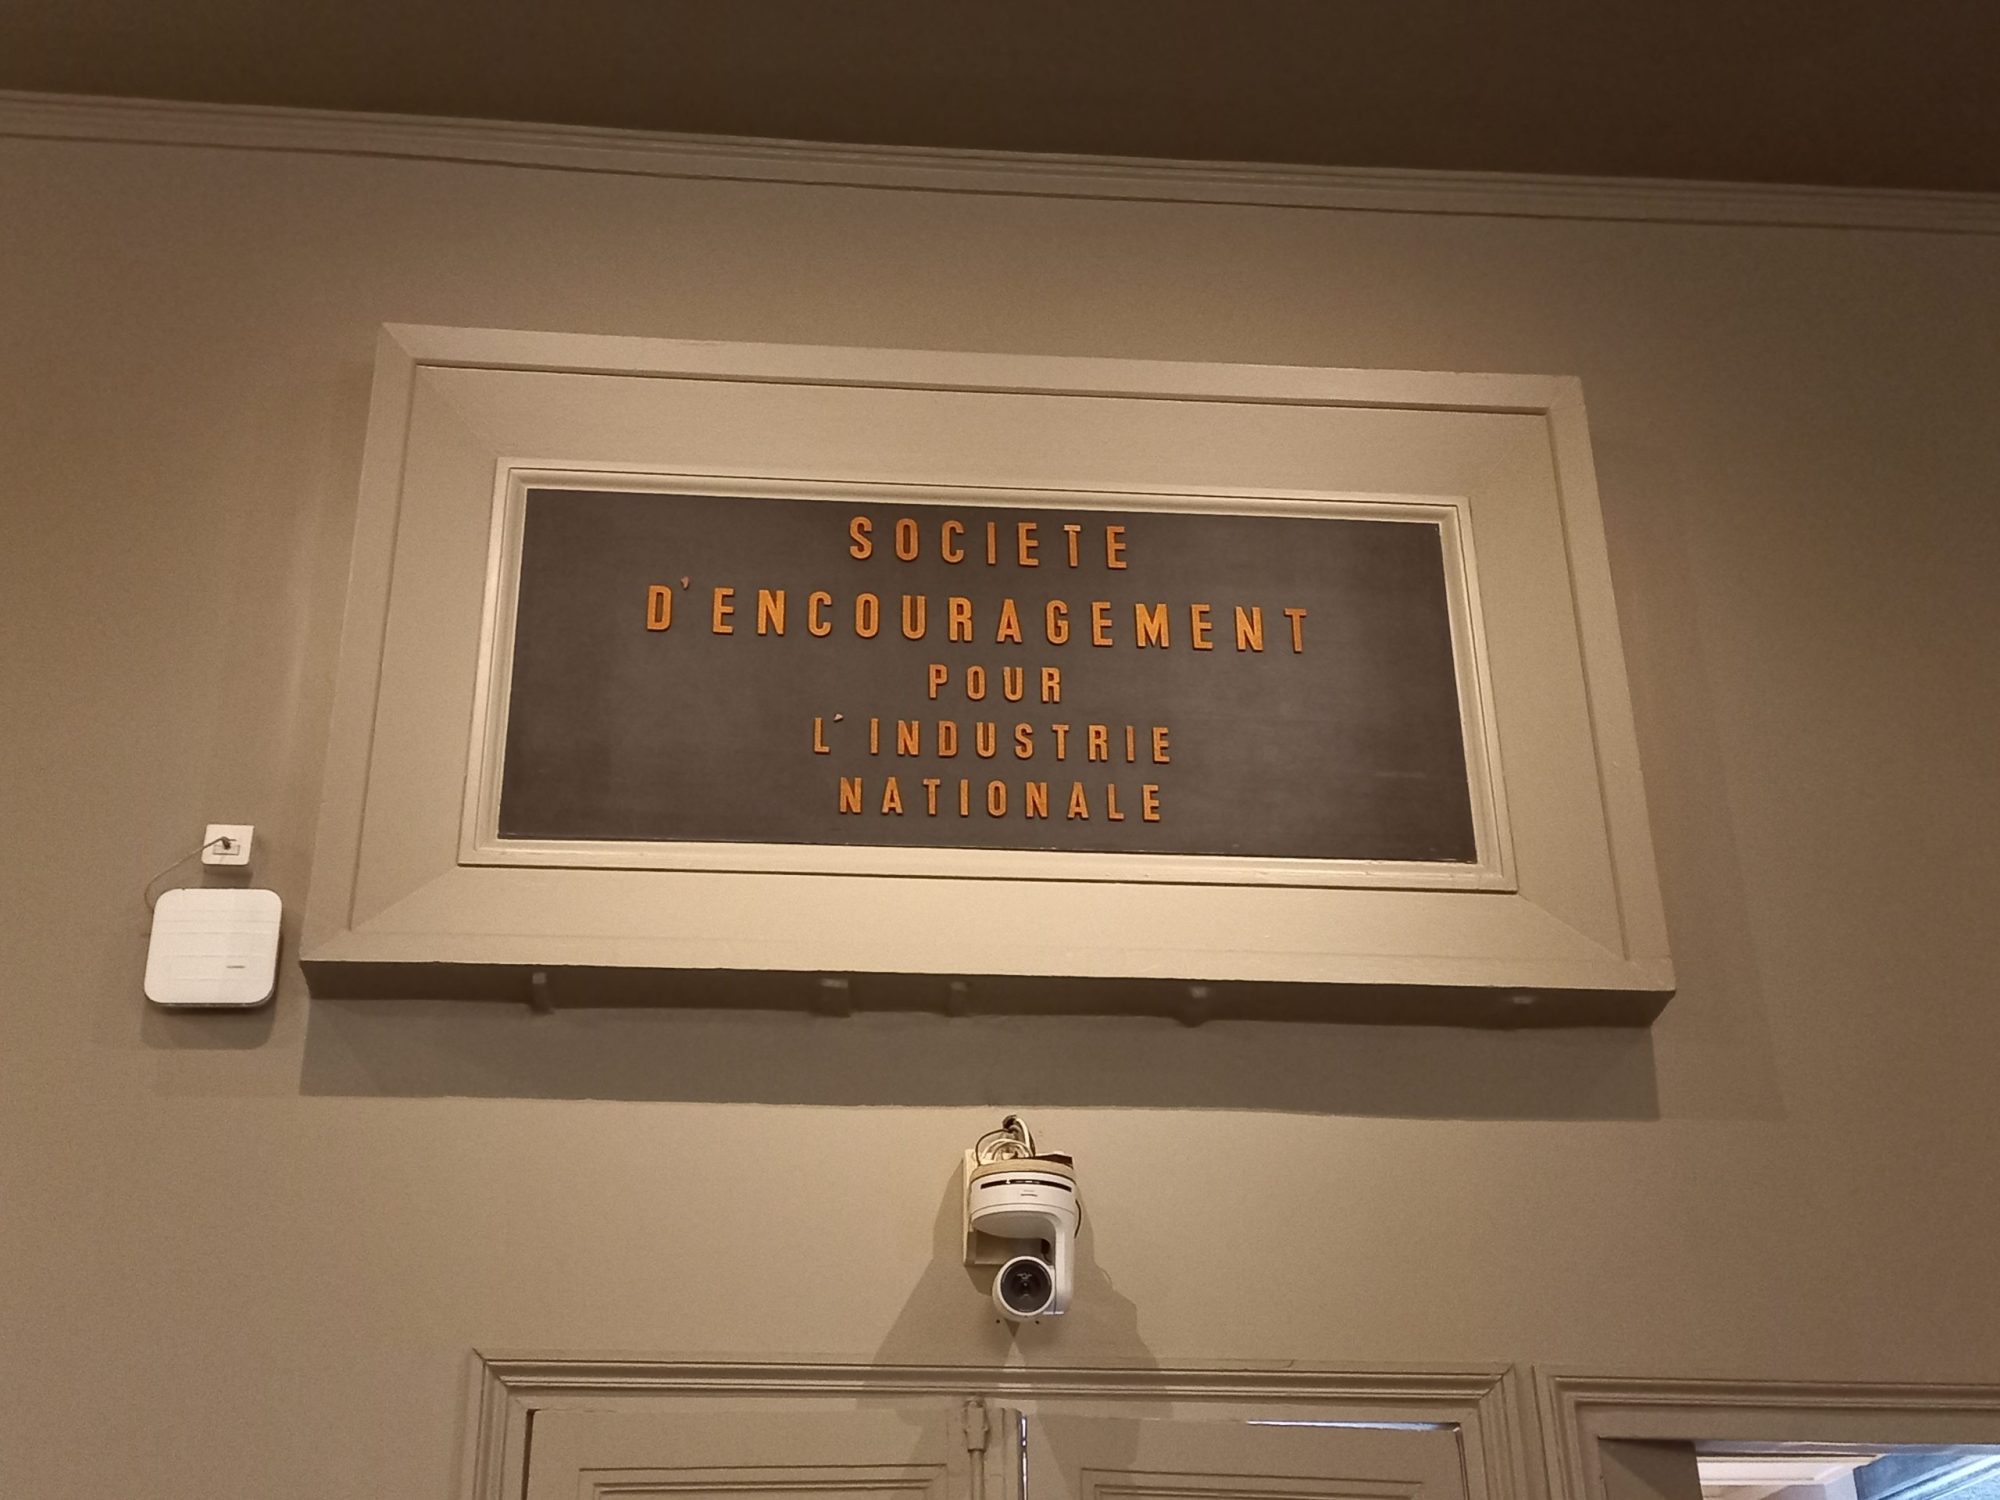 SOCIETE
D'ENCOURAGEMENT
POUR
L'INDUSTRIE
NATIONALE